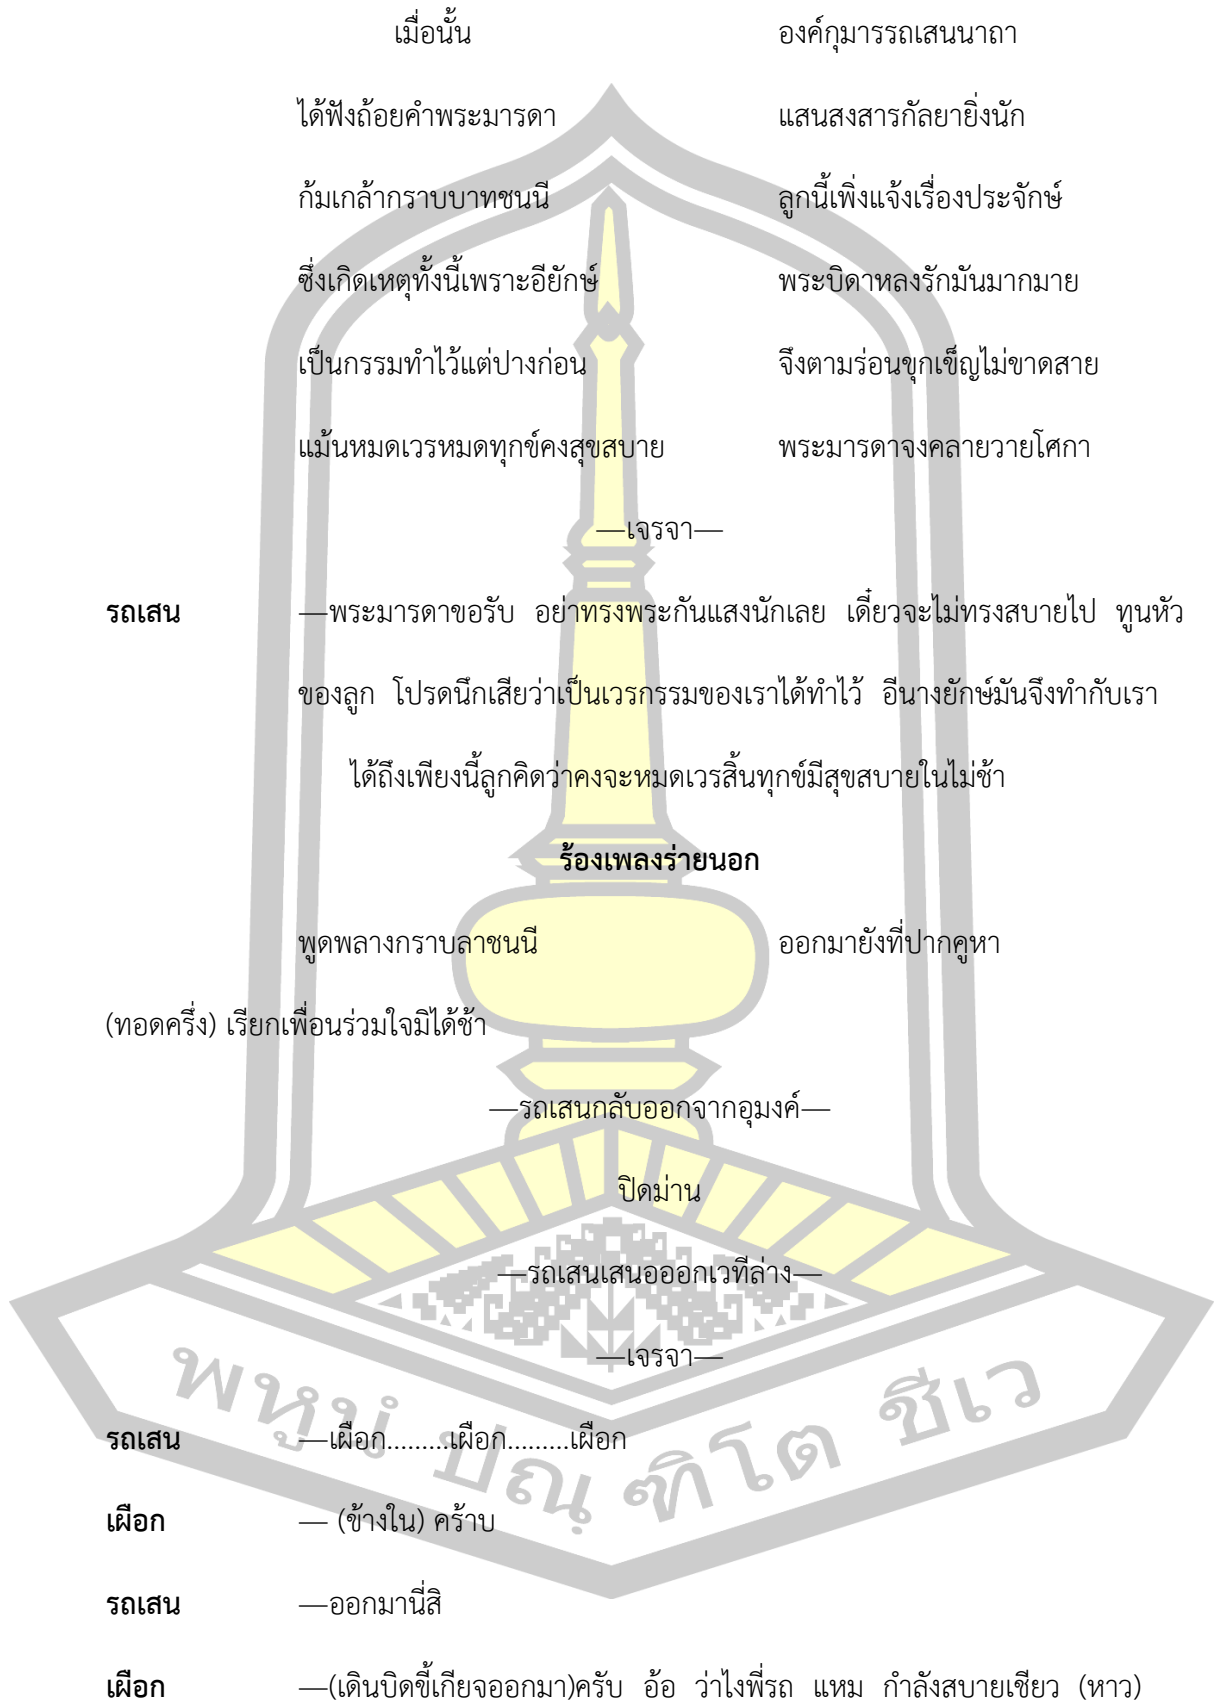 เมื่อนั้น องค์กุมารรถเสนนาถา
ได้ฟังถ้อยคำพระมารดา แสนสงสารกัลยายิ่งนัก
ก้มเกล้ากราบบาทชนนี ลูกนี้เพิ่งแจ้งเรื่องประจักษ์
ซึ่งเกิดเหตุทั้งนี้เพราะอียักษ์ พระบิดาหลงรักมันมากมาย
เป็นกรรมทำไว้แต่ปางก่อน จึงตามร่อนขุกเข็ญไม่ขาดสาย
แม้นหมดเวรหมดทุกข์คงสุขสบาย พระมารดาจงคลายวายโศกา
—เจรจา—
รถเสน —พระมารดาขอรับ อย่าทรงพระกันแสงนักเลย เดี๋ยวจะไม่ทรงสบายไป ทูนหัว
ของลูก โปรดนึกเสียว่าเป็นเวรกรรมของเราได้ทำไว้ อีนางยักษ์มันจึงทำกับเรา
ได้ถึงเพียงนี้ลูกคิดว่าคงจะหมดเวรสิ้นทุกข์มีสุขสบายในไม่ช้า
ร้องเพลงร่ายนอก
พูดพลางกราบลาชนนี ออกมายังที่ปากคูหา
(ทอดครึ่ง) เรียกเพื่อนร่วมใจมิได้ช้า
—รถเสนกลับออกจากอุมงค์—
ปิดม่าน
—รถเสนเสนอออกเวทีล่าง—
—เจรจา—
รถเสน —เผือก.........เผือก.........เผือก
เผือก — (ข้างใน) คร้าบ
รถเสน —ออกมานี่สิ
เผือก —(เดินบิดขี้เกียจออกมา)ครับ อ้อ ว่าไงพี่รถ แหม กำลังสบายเชียว (หาว)
พหูนํ ปณฺฑิโต ชีเว